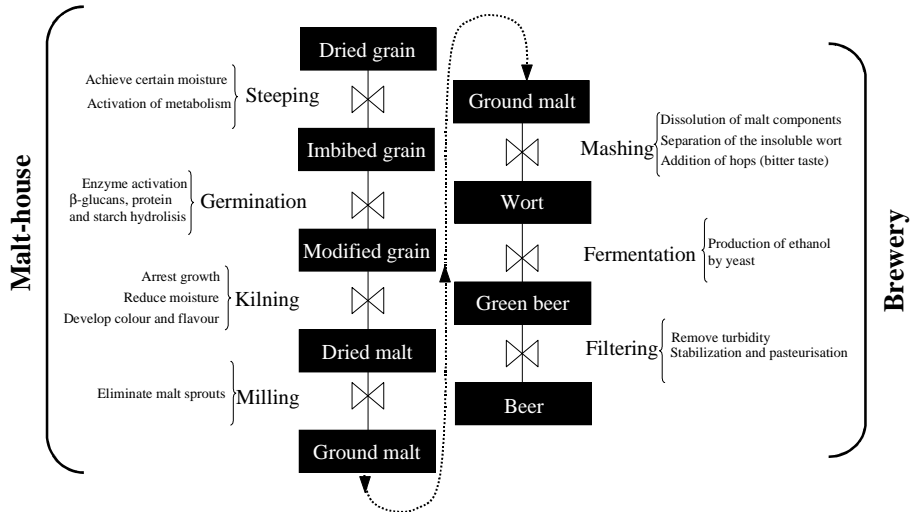 Malt-house
Dried grain
Achieve certain moisture
Activation of metabolism
Steeping
Imbibed grain
Enzyme activation
β-glucans, protein
and starch hydrolisis
Germination
Modified grain
Arrest growth
Reduce moisture
Develop colour and flavour
Kilning
Dried malt
Eliminate malt sprouts
Milling
Ground malt
Ground malt
Mashing
Dissolution of malt components
Separation of the insoluble wort
Addition of hops (bitter taste)
Wort
Fermentation
Production of ethanol
by yeast
Green beer
Filtering
Remove turbidity
Stabilization and pasteurisation
Beer
Brewery